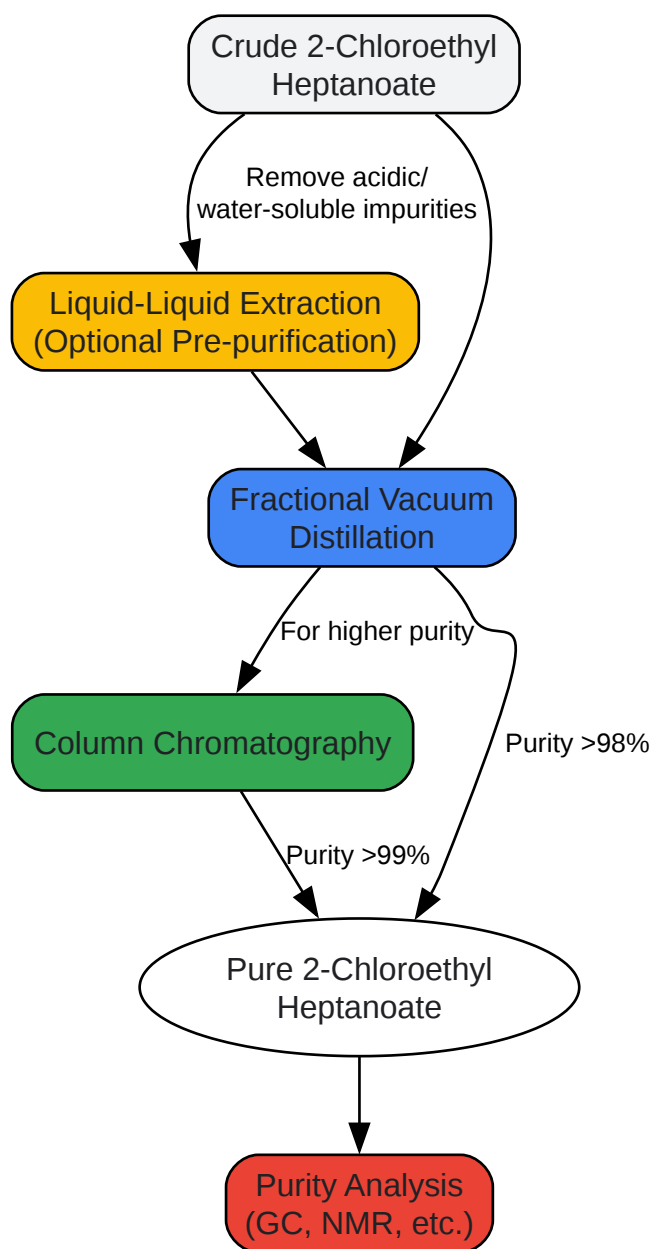 Crude 2-Chloroethyl
Heptanoate
Remove acidic/
water-soluble impurities
Liquid-Liquid Extraction
(Optional Pre-purification)
Fractional Vacuum
Distillation
For higher purity
Column Chromatography
Purity >98%
Purity >99%
Pure 2-Chloroethyl
Heptanoate
Purity Analysis
(GC, NMR, etc.)